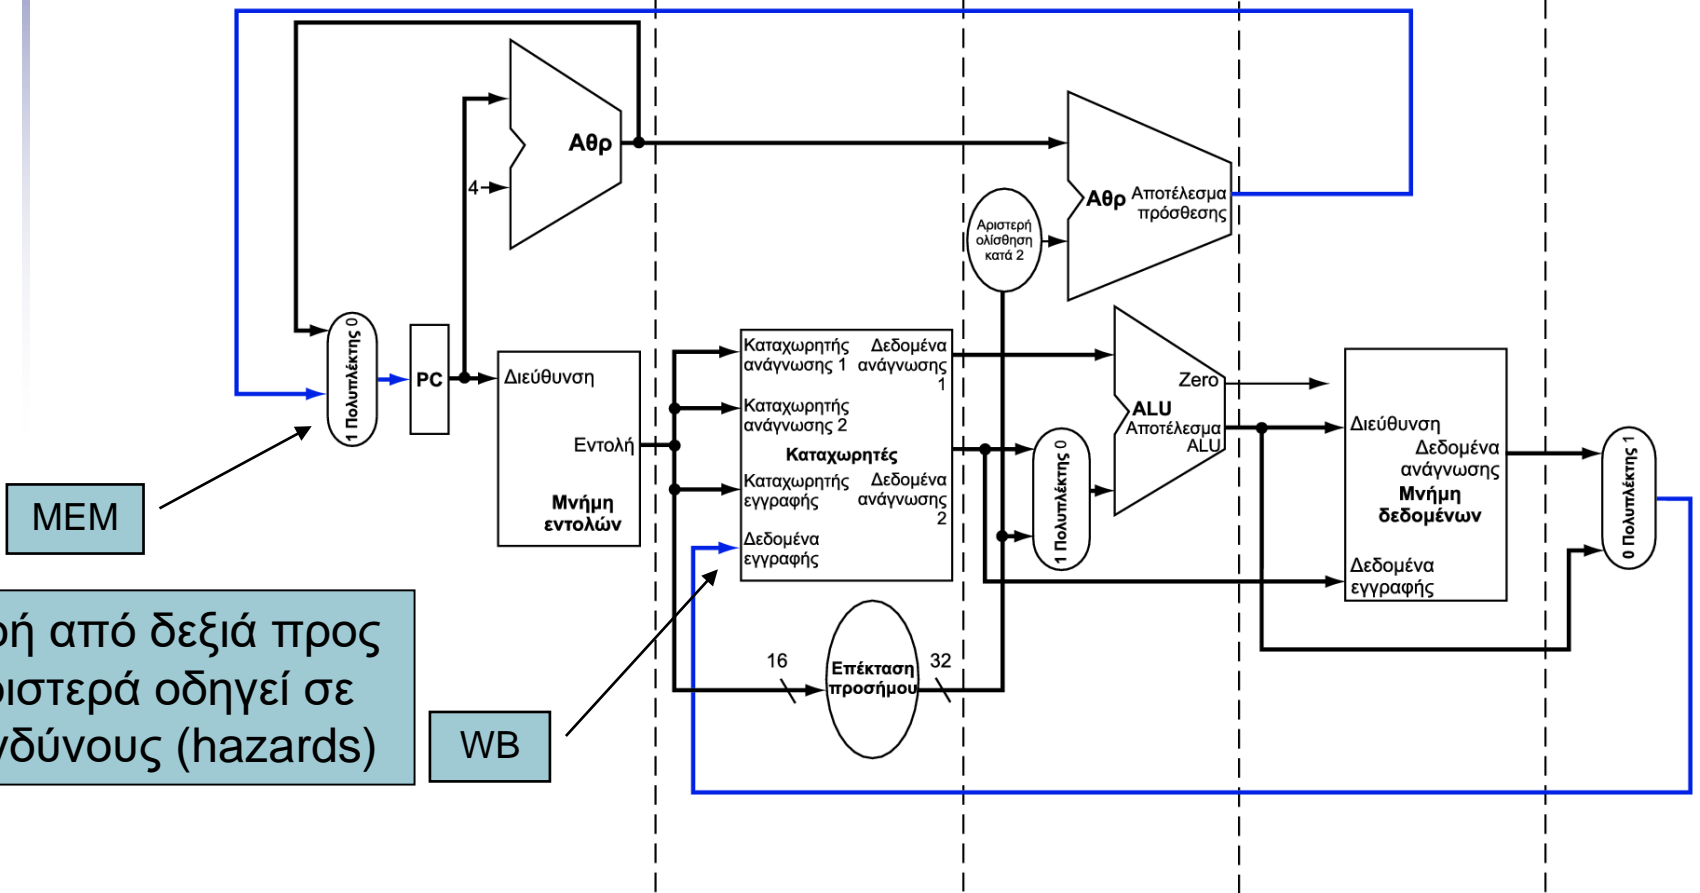 Αθρ
4
Αθρ
Αποτέλεσμα
πρόσθεσης
Αριστερή
ολίσθηση
κατά 2
1 Πολυπλέκτης 0
PC
Διεύθυνση
Εντολή
Μνήμη
εντολών
Καταχωρητής
ανάγνωσης 1
Δεδομένα
ανάγνωσης
1
Καταχωρητής
ανάγνωσης 2
Καταχωρητές
Καταχωρητής
εγγραφής
Δεδομένα
ανάγνωσης
2
Δεδομένα
εγγραφής
1 Πολυπλέκτης 0
Zero
ALU
Αποτέλεσμα
ALU
Διεύθυνση
Δεδομένα
ανάγνωσης
Μνήμη
δεδομένων
Δεδομένα
εγγραφής
0 Πολυπλέκτης 1
MEM
από δεξιά προς
οδηγεί σε
(hazards)
WB
16
Επέκταση
προσήμου
32